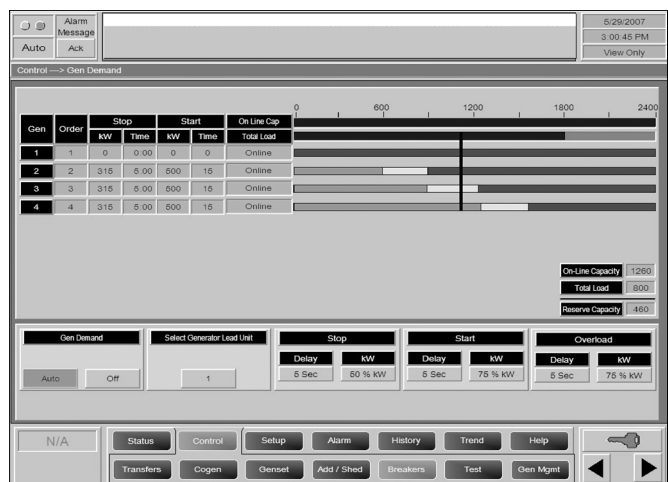 Auto
Alarm
Message
Ack
5/29/2007
3:00:45 PM
View Only
Control ---> Gen Demand
0 600 1200 1800 2400
Gen Order Stop Start On Line Cap
kW Time kW Time Total Load
1 1 0 0:00 0 0 Online
2 2 315 5:00 500 15 Online
3 3 315 5:00 500 15 Online
4 4 315 5:00 500 15 Online
On-Line Capacity 1260
Total Load 800
Reserve Capacity 460
Gen Demand
Auto Off
Select Generator Lead Unit
1
Stop
Delay kW
5 Sec 50 % kW
Start
Delay kW
5 Sec 75 % kW
Overload
Delay kW
5 Sec 75 % kW
N/A
Status Control Setup Alarm History Trend Help
Transfers Cogen Genset Add / Shed Breakers Test Gen Mgmt